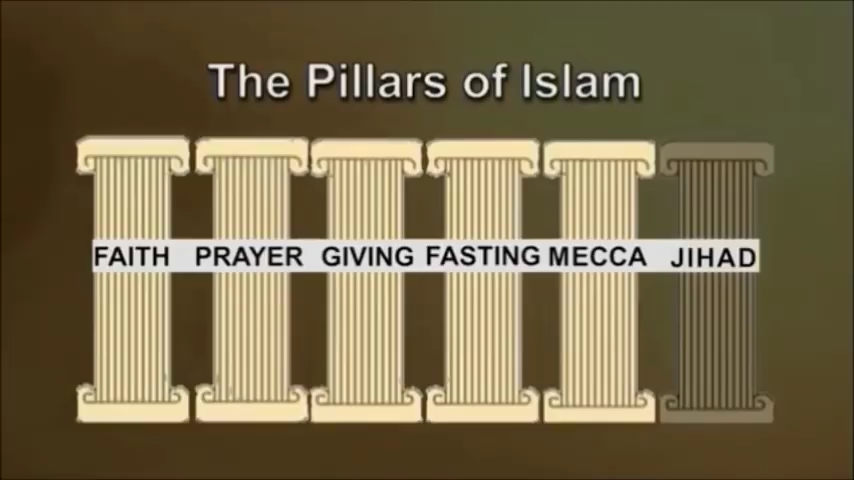 The Pillars of Islam
FAITH PRAYER GIVING FASTING MECCA JIHAD